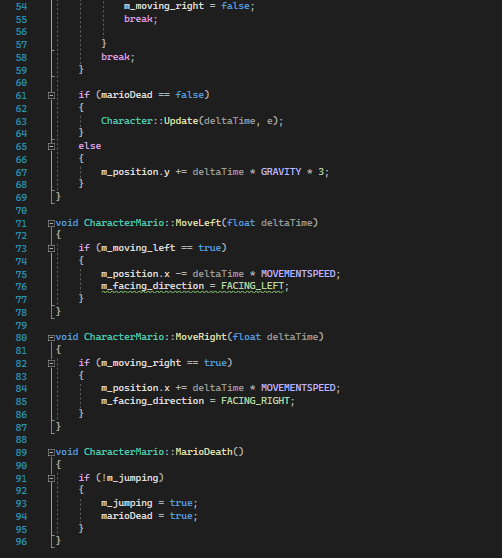 54 m_moving_right = false;
55 break;
56
57 }
58 break;
59 }
60
61 if (marioDead == false)
62 {
63 Character::Update(deltaTime, e);
64 }
65 else
66 {
67 m_position.y += deltaTime * GRAVITY * 3;
68 }
69 }
70
71 void CharacterMario::MoveLeft(float deltaTime)
72 {
73 if (m_moving_left == true)
74 {
75 m_position.x -= deltaTime * MOVEMENTSPEED;
76 m_facing_direction = FACING_LEFT;
77 }
78 }
79
80 void CharacterMario::MoveRight(float deltaTime)
81 {
82 if (m_moving_right == true)
83 {
84 m_position.x += deltaTime * MOVEMENTSPEED;
85 m_facing_direction = FACING_RIGHT;
86 }
87 }
88
89 void CharacterMario::MarioDeath()
90 {
91 if (!m_jumping)
92 {
93 m_jumping = true;
94 marioDead = true;
95 }
96 }